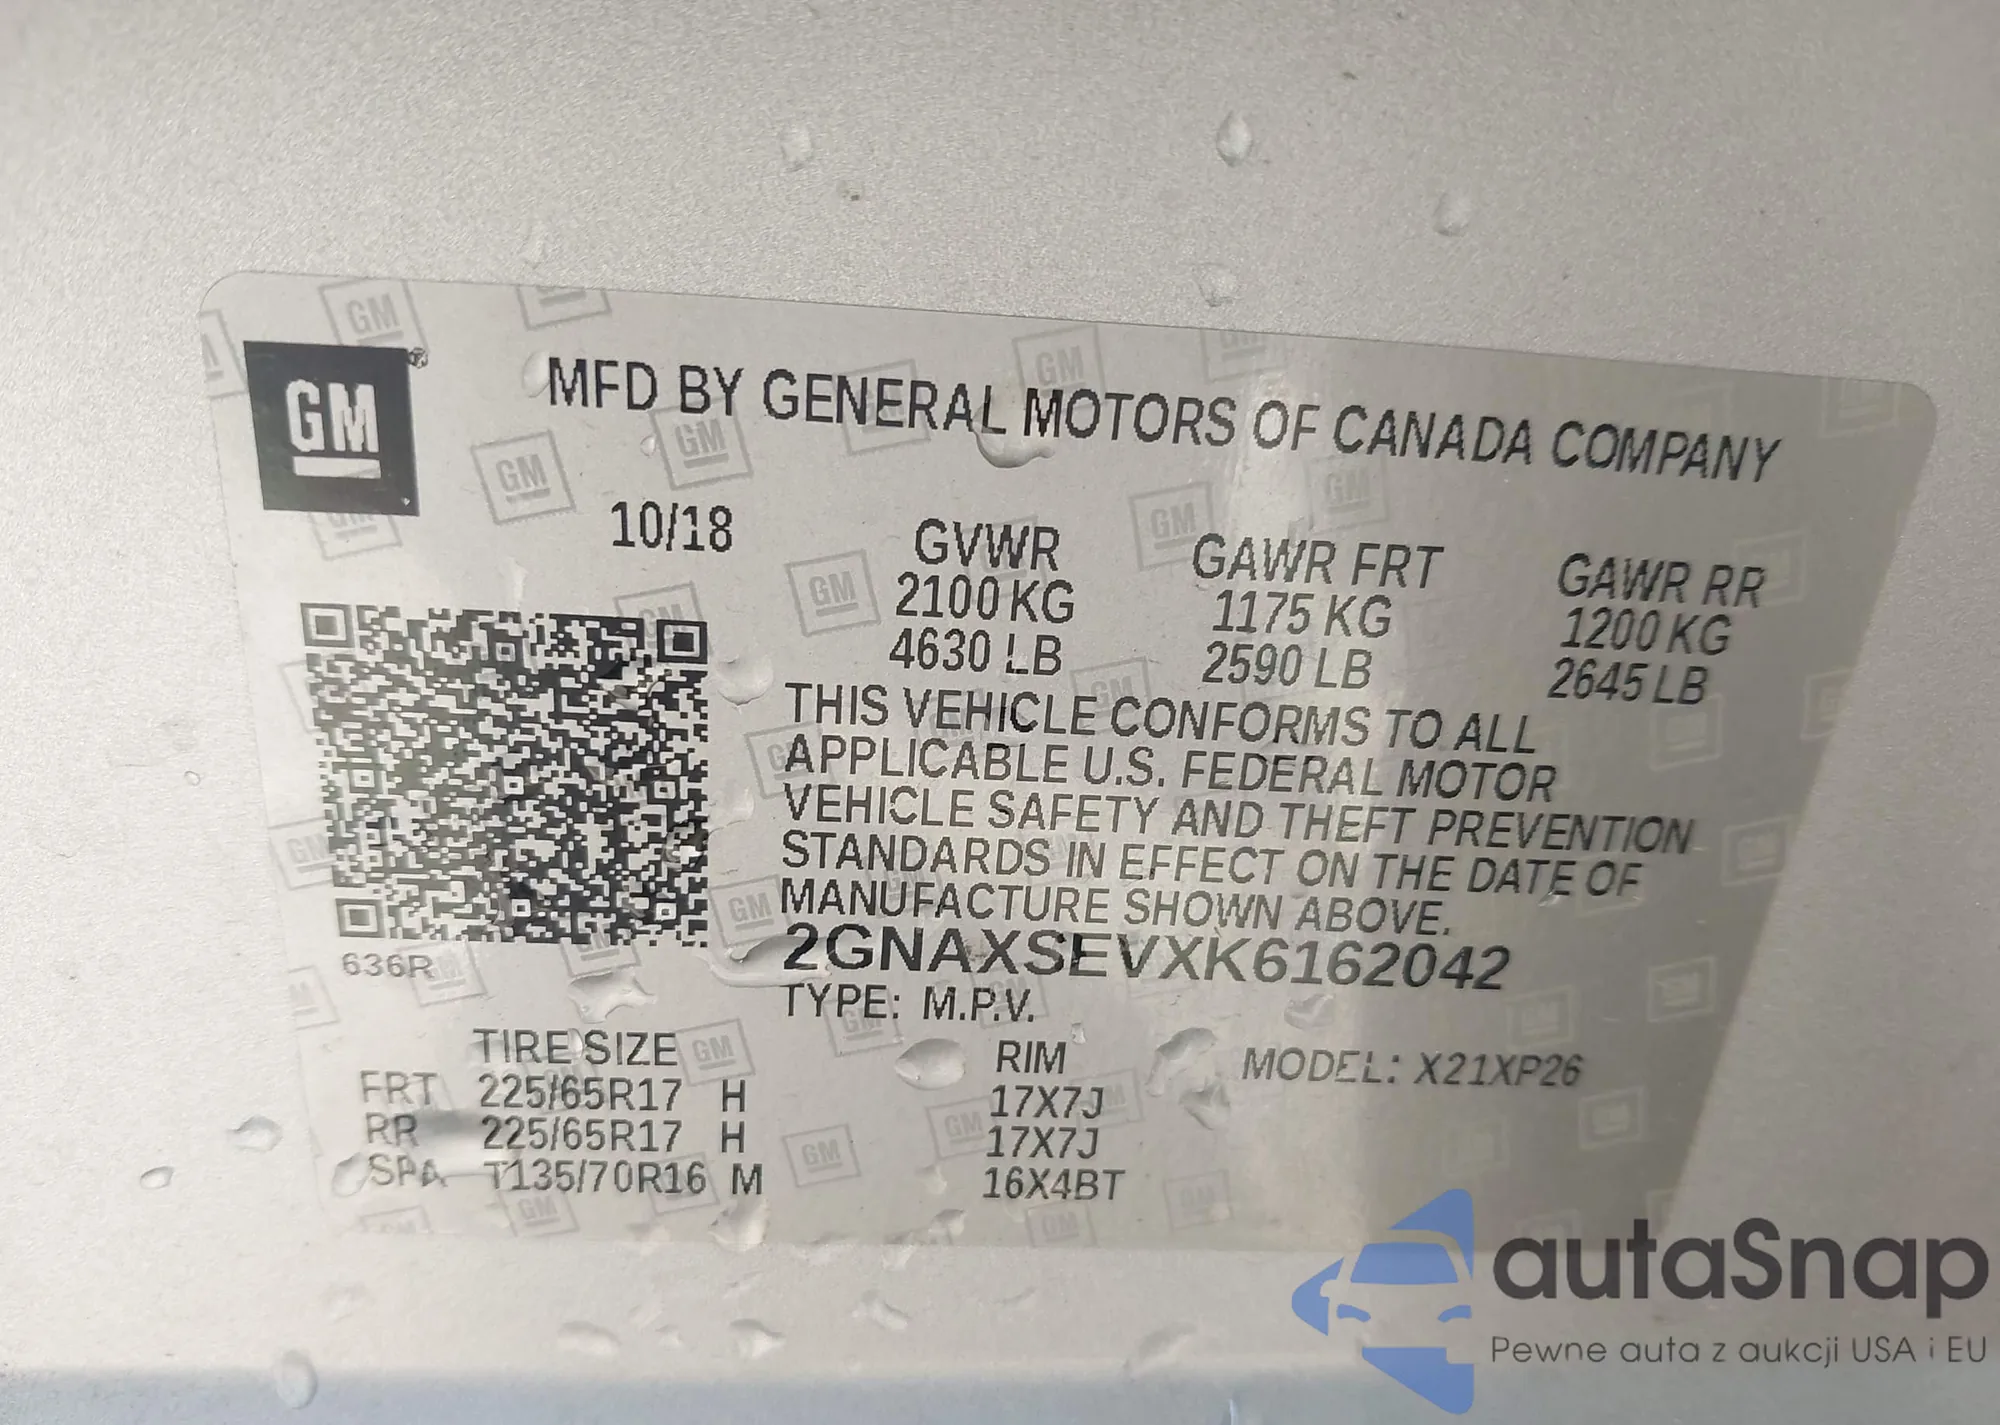 GM®
MFD BY GENERAL MOTORS OF CANADA COMPANY
10/18
GVWR GAWR FRT GAWR RR
2100 KG 1175 KG 1200 KG
4630 LB 2590 LB 2645 LB
THIS VEHICLE CONFORMS TO ALL
APPLICABLE U.S. FEDERAL MOTOR
VEHICLE SAFETY AND THEFT PREVENTION
STANDARDS IN EFFECT ON THE DATE OF
MANUFACTURE SHOWN ABOVE.
636R
2GNAXSEVXK6162042
TYPE: M.P.V.
TIRE SIZE RIM MODEL: X21XP26
FRT 225/65R17 H 17X7J
RR 225/65R17 H 17X7J
SPA T135/70R16 M 16X4BT
autaSnap
Pewne auta z aukcji USA i EU